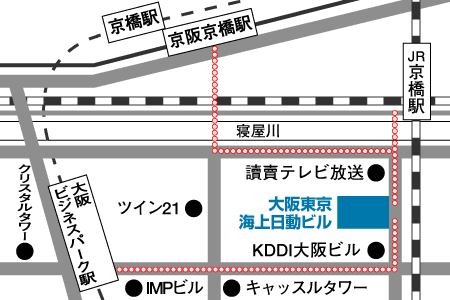 京橋駅
京阪京橋駅
JR京橋駅
寝屋川
讀賣テレビ放送
クリスタルタワー
大阪
ビジネスパーク駅
ツイン21
大阪東京
海上日動ビル
KDDI大阪ビル
IMPビル
キャッスルタワー